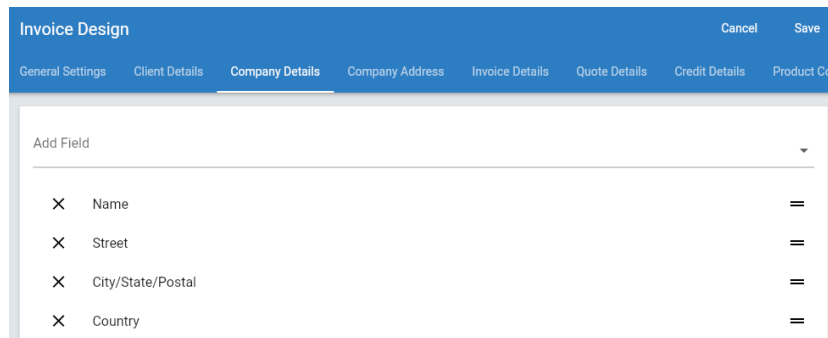 Invoice Design Cancel Save
General Settings Client Details Company Details Company Address Invoice Details Quote Details Credit Details Product
Add Field
Name
Street
City/State/Postal
Country